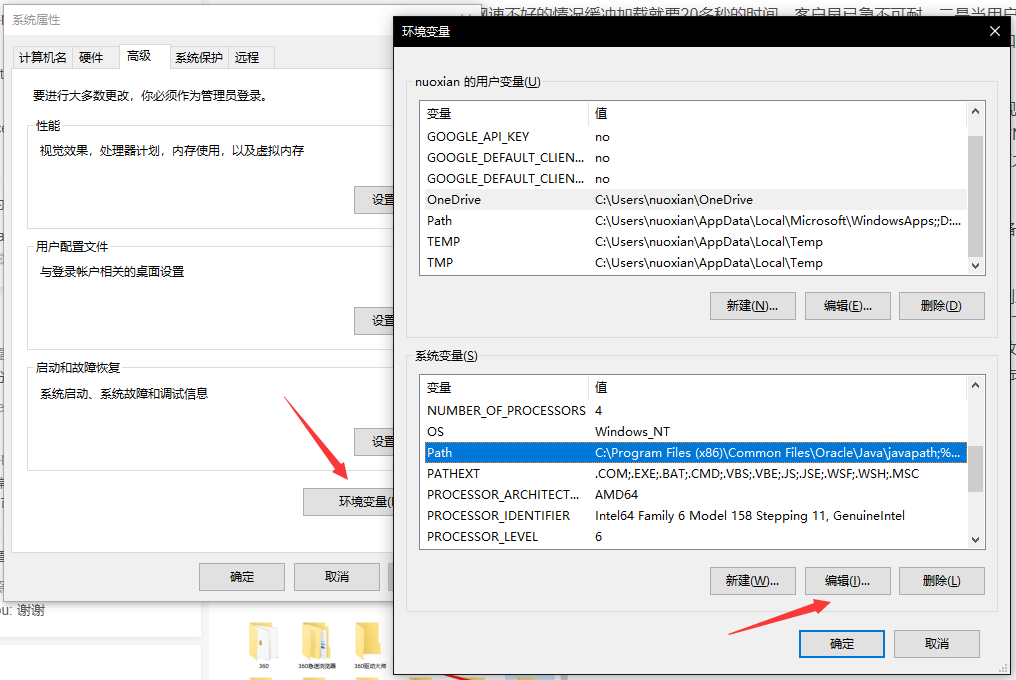 系统属性
网速不好的情况缓冲加载就要20多秒的时间
计算机名
硬件
高级
系统保护
远程
要进行大多数更改，你必须作为管理员登录。
性能
视觉效果，处理器计划，内存使用，以及虚拟内存
设置
用户配置文件
与登录帐户相关的桌面设置
设置
启动和故障恢复
系统启动、系统故障和调试信息
设置
环境变量(
确定
取消
ou: 谢谢
360
360急速浏览器
360驱动大师
环境变量
nuoxian 的用户变量(U)
变量 值
GOOGLE_API_KEY no
GOOGLE_DEFAULT_CLIEN... no
GOOGLE_DEFAULT_CLIEN... no
OneDrive C:\Users\nuoxian\OneDrive
Path C:\Users\nuoxian\AppData\Local\Microsoft\WindowsApps;;D:...
TEMP C:\Users\nuoxian\AppData\Local\Temp
TMP C:\Users\nuoxian\AppData\Local\Temp
新建(N)... 编辑(E)... 删除(D)
系统变量(S)
变量 值
NUMBER_OF_PROCESSORS 4
OS Windows_NT
Path C:\Program Files (x86)\Common Files\Oracle\Java\javapath;%...
PATHEXT .COM;.EXE;.BAT;.CMD;.VBS;.VBE;.JS;.JSE;.WSF;.WSH;.MSC
PROCESSOR_ARCHITECT... AMD64
PROCESSOR_IDENTIFIER Intel64 Family 6 Model 158 Stepping 11, GenuineIntel
PROCESSOR_LEVEL 6
新建(W)... 编辑(I)... 删除(L)
确定 取消